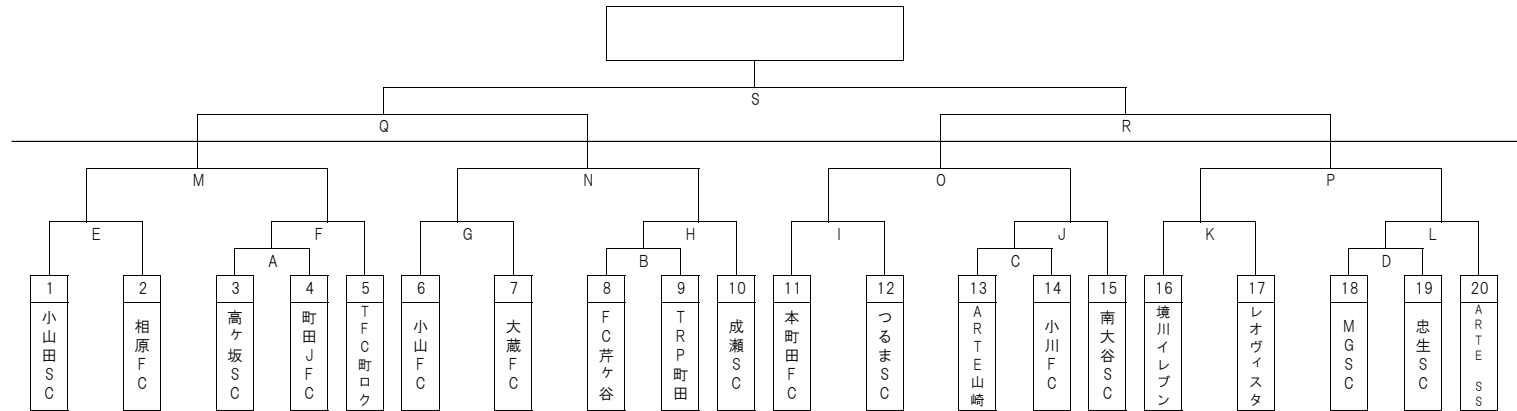 S
Q R
M N O P
E F G H I J K L
A B C D
1 2 3 4 5 6 7 8 9 10 11 12 13 14 15 16 17 18 19 20
小山田SC
相原FC
高ケ坂SC
町田JFC
TFC町ロク
小山FC
大蔵FC
FC芹ケ谷
TRP町田
成瀬SC
本町田FC
つるまSC
ARTE山崎
小川FC
南大谷SC
境川イレブン
レオヴィスタ
MGSC
忠生SC
ARTE SS